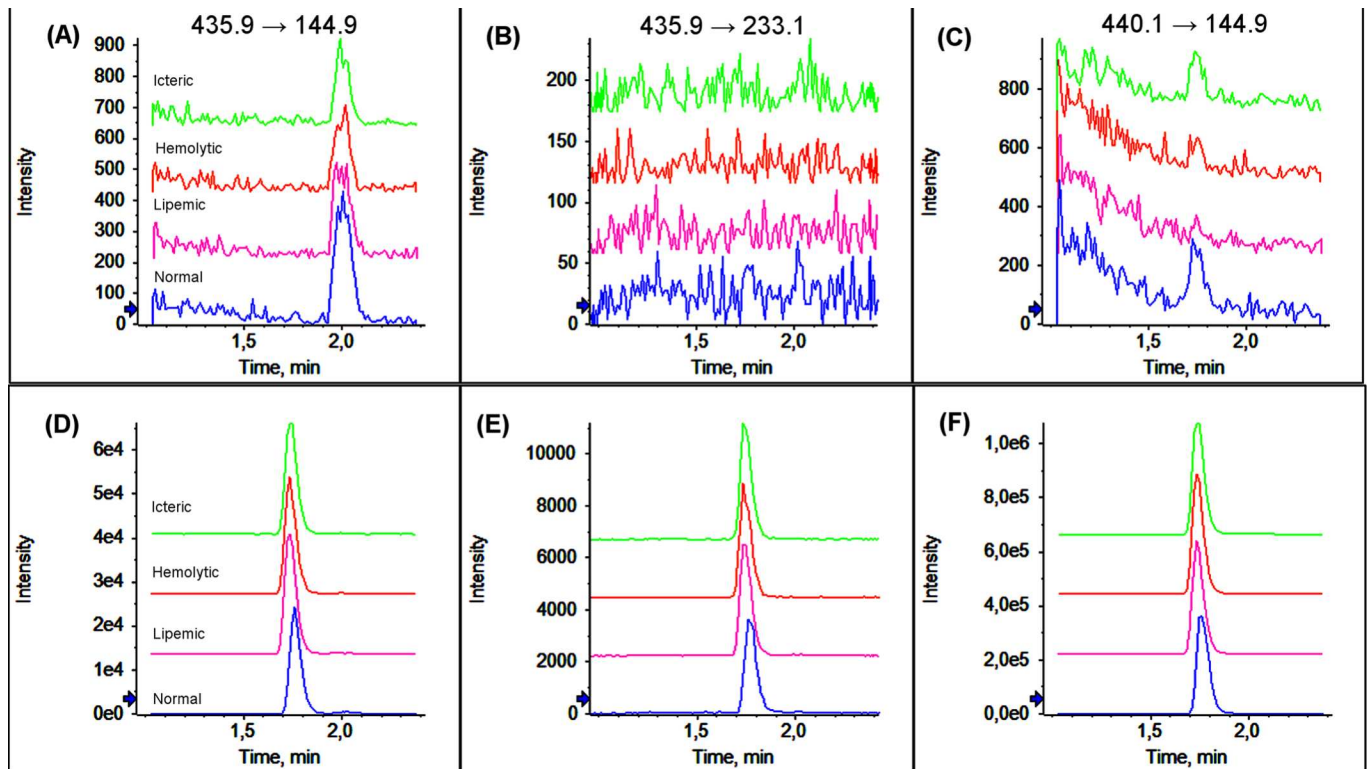 (A) 435.9 → 144.9
900
800
700
600
500
400
300
200
100
0
Icteric
Hemolytic
Lipemic
Normal
Intensity
1,5 2,0
Time, min
(B) 435.9 → 233.1
200
150
100
50
0
Intensity
1,5 2,0
Time, min
(C) 440.1 → 144.9
800
600
400
200
0
Intensity
1,5 2,0
Time, min
(D)
6e4
5e4
4e4
3e4
2e4
1e4
0e0
Icteric
Hemolytic
Lipemic
Normal
Intensity
1,5 2,0
Time, min
(E)
10000
8000
6000
4000
2000
0
Intensity
1,5 2,0
Time, min
(F)
1,0e6
8,0e5
6,0e5
4,0e5
2,0e5
0,0e0
Intensity
1,5 2,0
Time, min